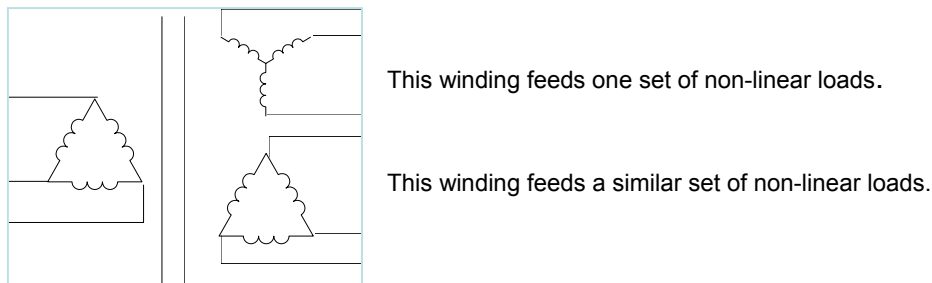 This winding feeds one set of non-linear loads.
This winding feeds a similar set of non-linear loads.